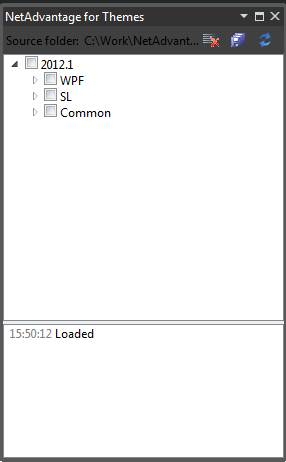 NetAdvantage for Themes
Source folder: C:\Work\NetAdvant...
2012.1
WPF
SL
Common
15:50:12 Loaded